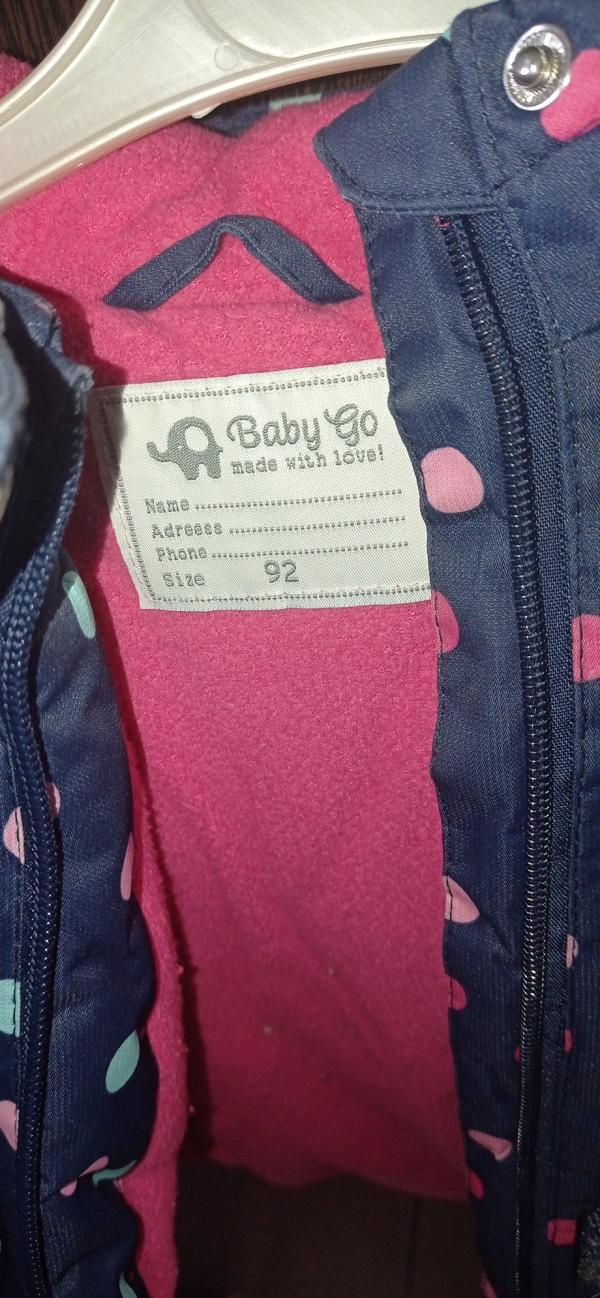 Baby Go
made with love!
Name
Adreess
Phone
Size 92